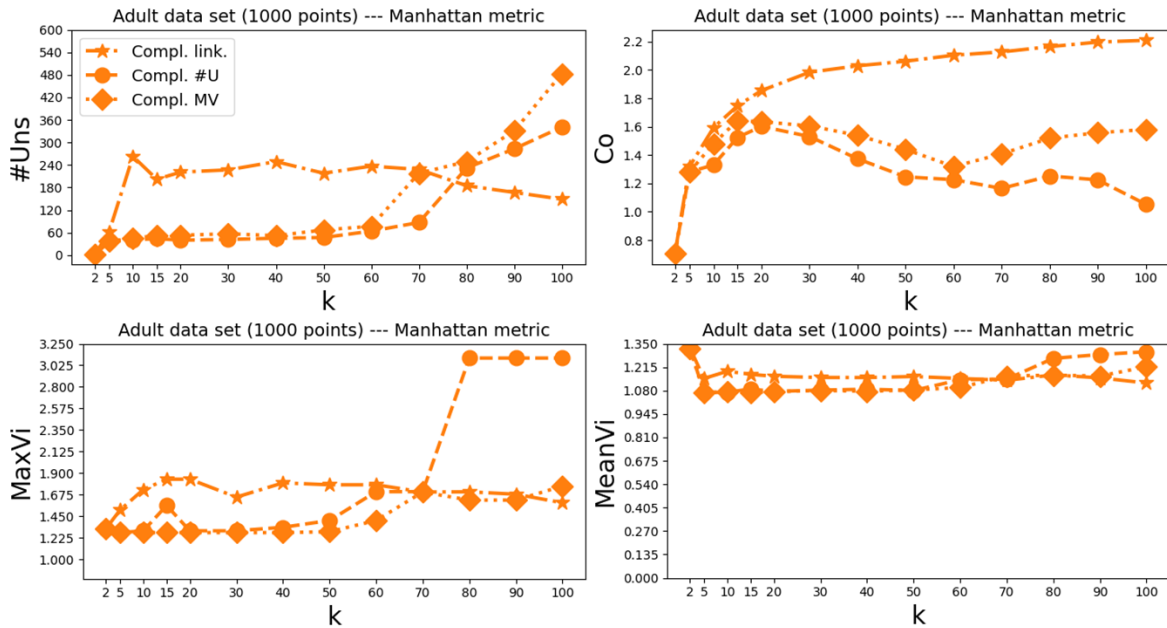 Adult data set (1000 points) --- Manhattan metric
600
540
480
420
360
300
240
180
120
60
0
#Uns
Compl. link.
Compl. #U
Compl. MV
2 5 10 15 20 30 40 50 60 70 80 90 100
k
Adult data set (1000 points) --- Manhattan metric
2.2
2.0
1.8
1.6
1.4
1.2
1.0
0.8
Co
2 5 10 15 20 30 40 50 60 70 80 90 100
k
Adult data set (1000 points) --- Manhattan metric
3.250
3.025
2.800
2.575
2.350
2.125
1.900
1.675
1.450
1.225
1.000
MaxVi
2 5 10 15 20 30 40 50 60 70 80 90 100
k
Adult data set (1000 points) --- Manhattan metric
1.350
1.215
1.080
0.945
0.810
0.675
0.540
0.405
0.270
0.135
0.000
MeanVi
2 5 10 15 20 30 40 50 60 70 80 90 100
k